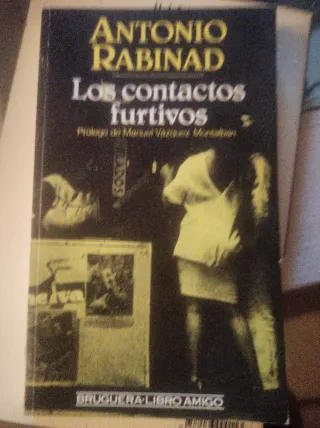 ANTONIO
RABINAD
Los contactos
furtivos
Prólogo de Manuel Vázquez Montalbán
BRUGUERA·LIBRO AMIGO